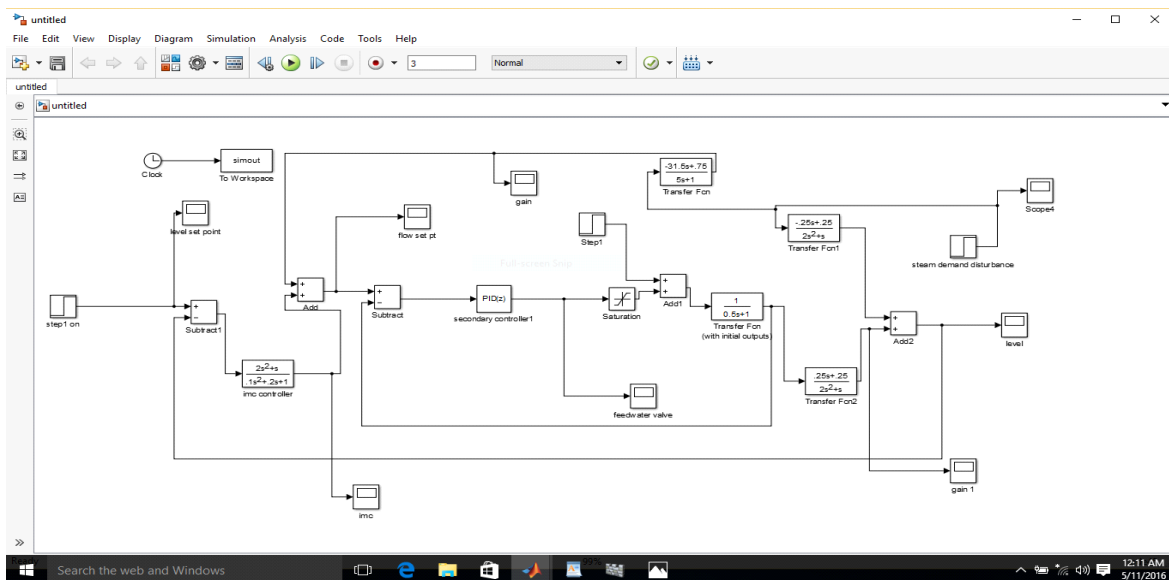 untitled
File Edit View Display Diagram Simulation Analysis Code Tools Help
3
Normal
untitled
untitled
Clock
simout
To Workspace
level set point
flow set pt
gain
-31.5s+.75
5s+1
Transfer Fcn
Step1
-.25s+.25
2s²+s
Transfer Fcn1
Scope4
steam demand disturbance
step1 on
+
−
Subtract1
+
+
Add
+
−
Subtract
PID(z)
secondary controller1
Saturation
+
+
Add1
1
0.5s+1
Transfer Fcn
(with initial outputs)
+
+
Add2
level
2s²+s
.1s²+.2s+1
imc controller
.25s+.25
2s²+s
Transfer Fcn2
feedwater valve
gain 1
imc
Search the web and Windows
12:11 AM
5/11/2016